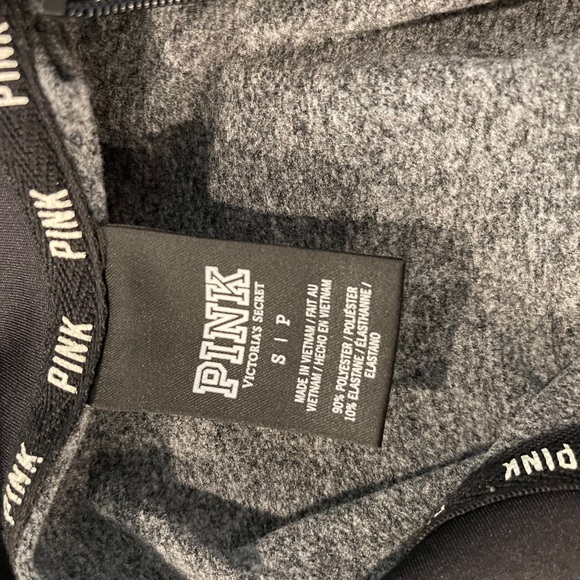 PINK
PINK
PINK
PINK
PINK
VICTORIA'S SECRET
S | P
MADE IN VIETNAM / FAIT AU
VIETNAM / HECHO EN VIETNAM
90% POLYESTER / POLIÉSTER
10% ELASTANE / ÉLASTHANNE /
ELASTANO
PINK